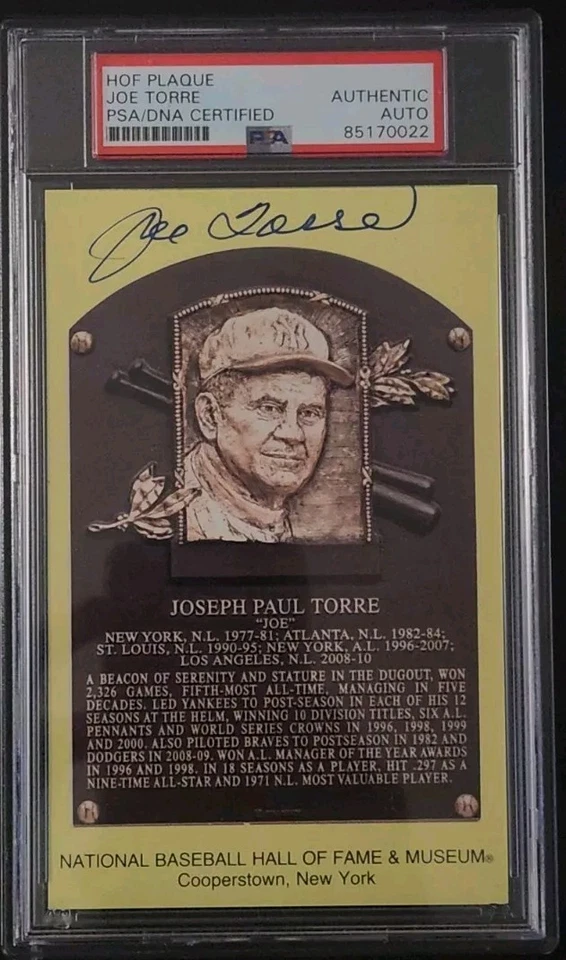 HOF PLAQUE
JOE TORRE
PSA/DNA CERTIFIED
AUTHENTIC
AUTO
85170022
PSA
Joe Torre
NY
JOSEPH PAUL TORRE
"JOE"
NEW YORK, N.L. 1977-81; ATLANTA, N.L. 1982-84;
ST. LOUIS, N.L. 1990-95; NEW YORK, A.L. 1996-2007;
LOS ANGELES, N.L. 2008-10
A BEACON OF SERENITY AND STATURE IN THE DUGOUT, WON
2,326 GAMES, FIFTH-MOST ALL-TIME, MANAGING IN FIVE
DECADES. LED YANKEES TO POST-SEASON IN EACH OF HIS 12
SEASONS AT THE HELM, WINNING 10 DIVISION TITLES, SIX A.L.
PENNANTS AND WORLD SERIES CROWNS IN 1996, 1998, 1999
AND 2000. ALSO PILOTED BRAVES TO POSTSEASON IN 1982 AND
DODGERS IN 2008-09. WON A.L. MANAGER OF THE YEAR AWARDS
IN 1996 AND 1998. IN 18 SEASONS AS A PLAYER, HIT .297 AS A
NINE-TIME ALL-STAR AND 1971 N.L. MOST VALUABLE PLAYER.
NATIONAL BASEBALL HALL OF FAME & MUSEUM®
Cooperstown, New York